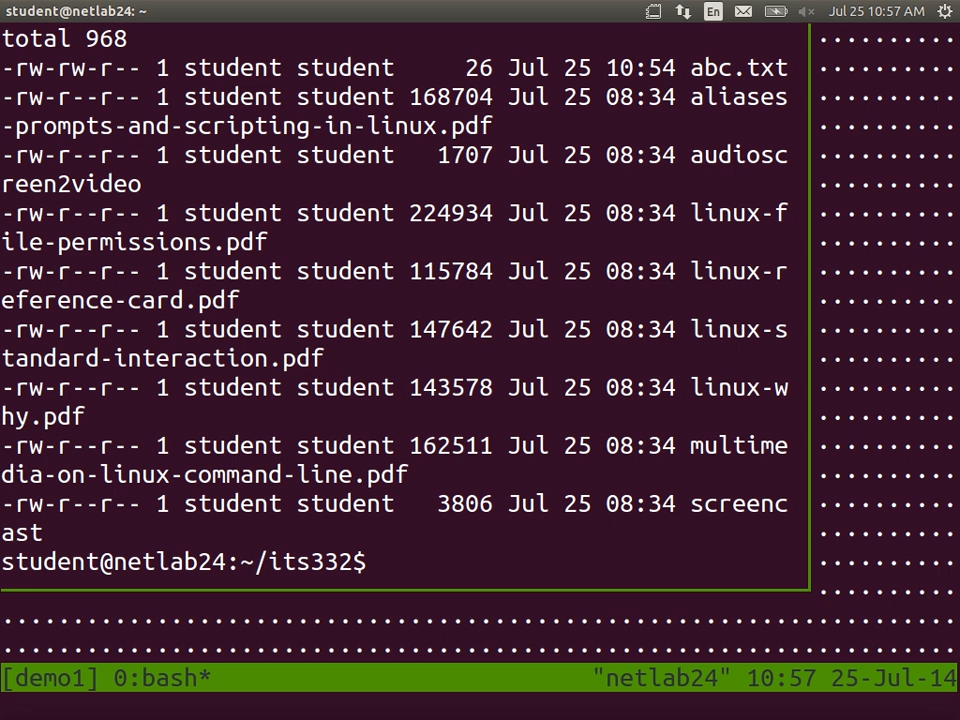 student@netlab24: ~
En
Jul 25 10:57 AM
total 968
-rw-rw-r-- 1 student student     26 Jul 25 10:54 abc.txt
-rw-r--r-- 1 student student 168704 Jul 25 08:34 aliases
-prompts-and-scripting-in-linux.pdf
-rw-r--r-- 1 student student   1707 Jul 25 08:34 audiosc
reen2video
-rw-r--r-- 1 student student 224934 Jul 25 08:34 linux-f
ile-permissions.pdf
-rw-r--r-- 1 student student 115784 Jul 25 08:34 linux-r
eference-card.pdf
-rw-r--r-- 1 student student 147642 Jul 25 08:34 linux-s
tandard-interaction.pdf
-rw-r--r-- 1 student student 143578 Jul 25 08:34 linux-w
hy.pdf
-rw-r--r-- 1 student student 162511 Jul 25 08:34 multime
dia-on-linux-command-line.pdf
-rw-r--r-- 1 student student   3806 Jul 25 08:34 screenc
ast
student@netlab24:~/its332$
[demo1] 0:bash* "netlab24" 10:57 25-Jul-14